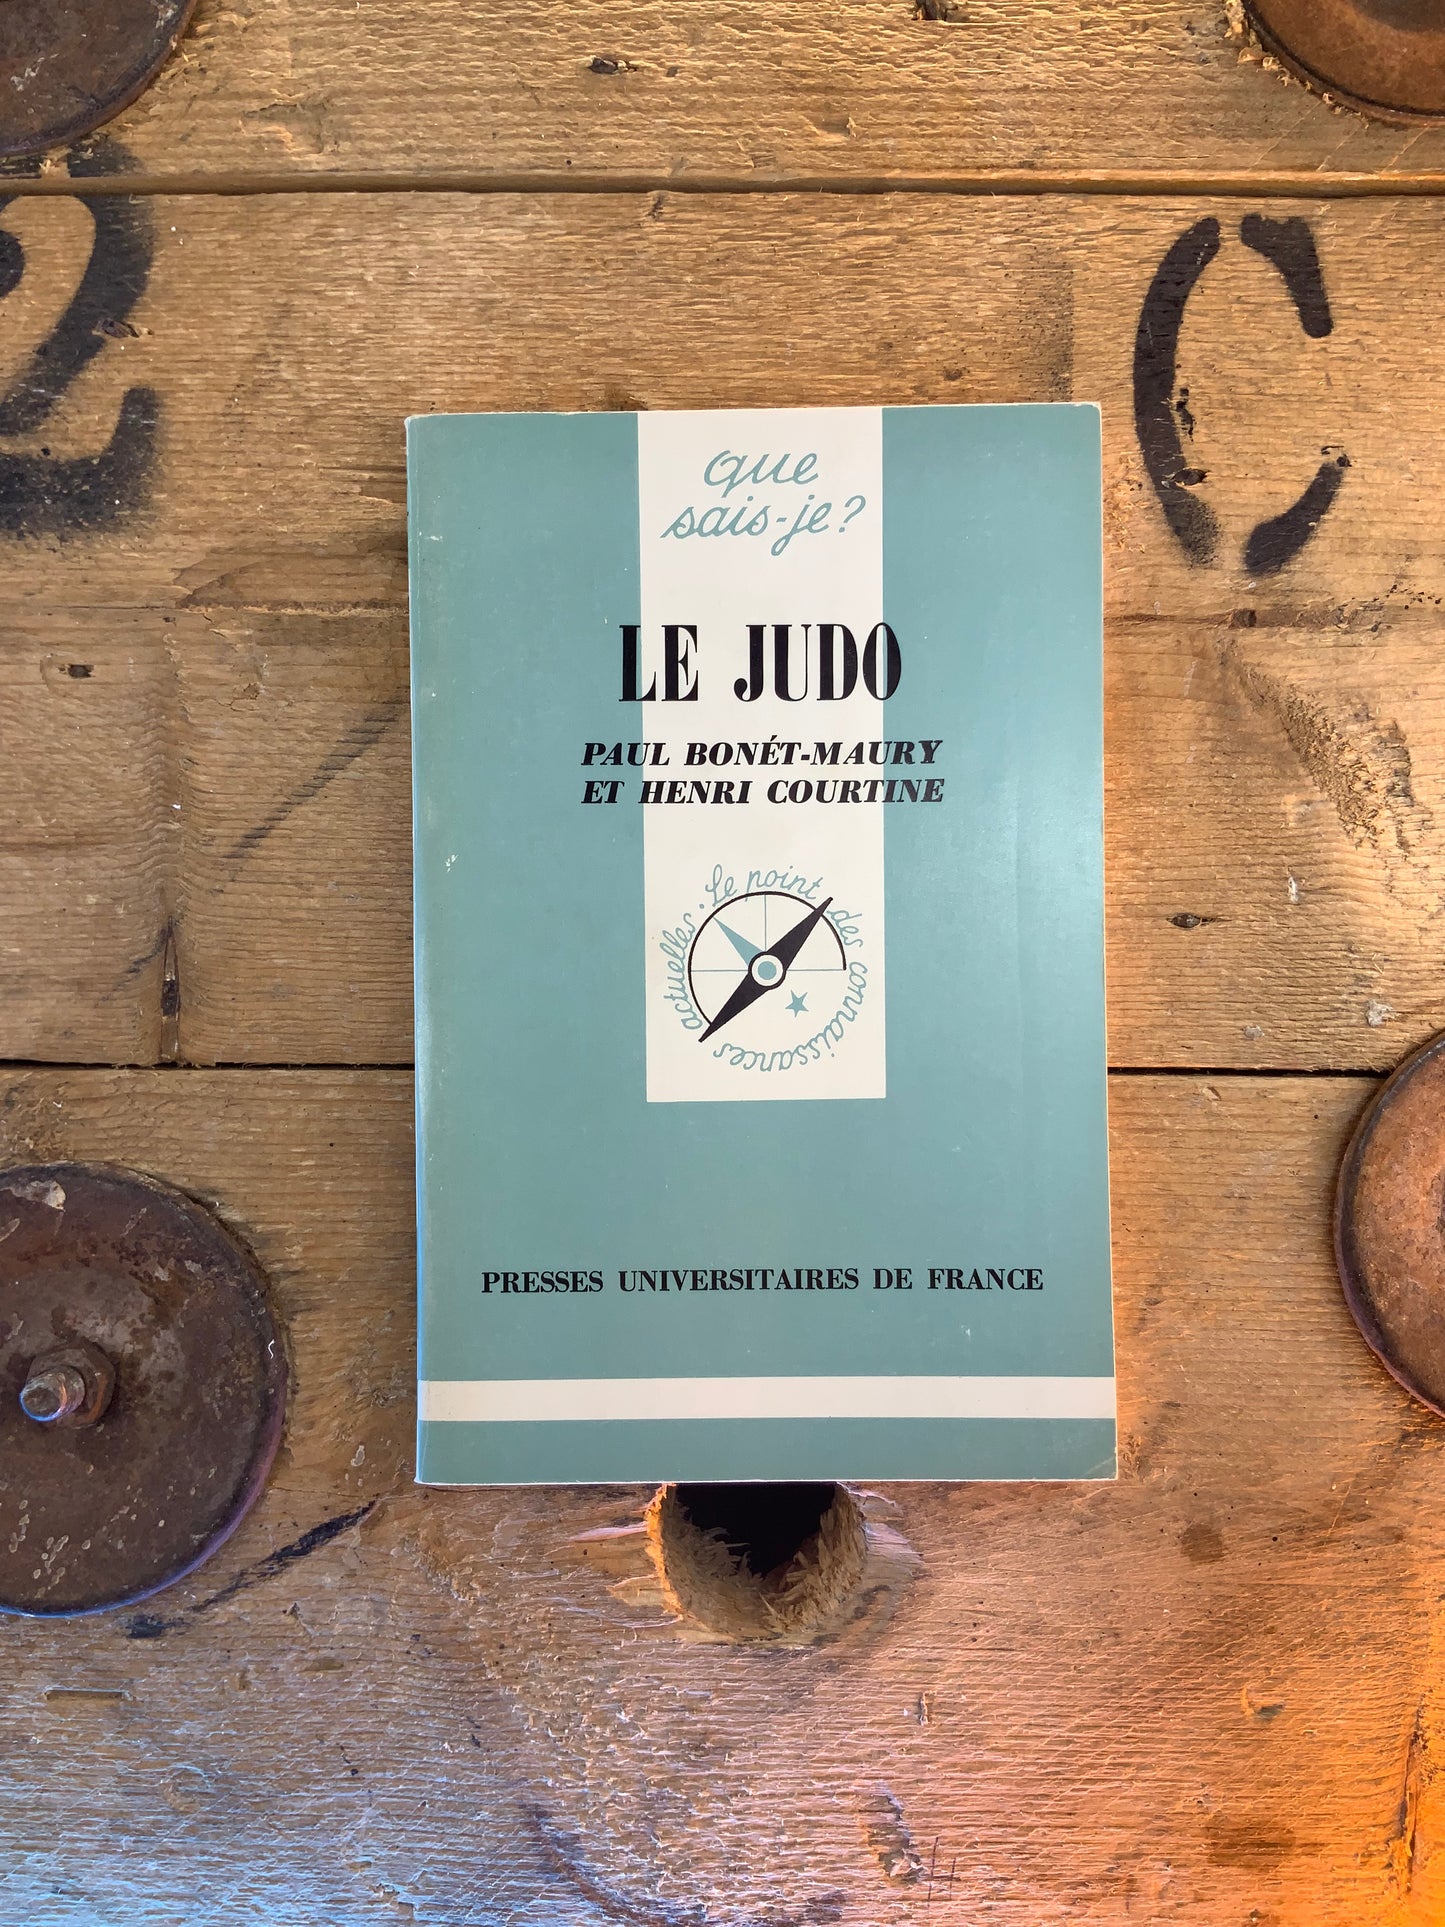 2
C
que
sais-je?
LE JUDO
PAUL BONÉT-MAURY
ET HENRI COURTINE
Le point des connaissances actuelles.
PRESSES UNIVERSITAIRES DE FRANCE